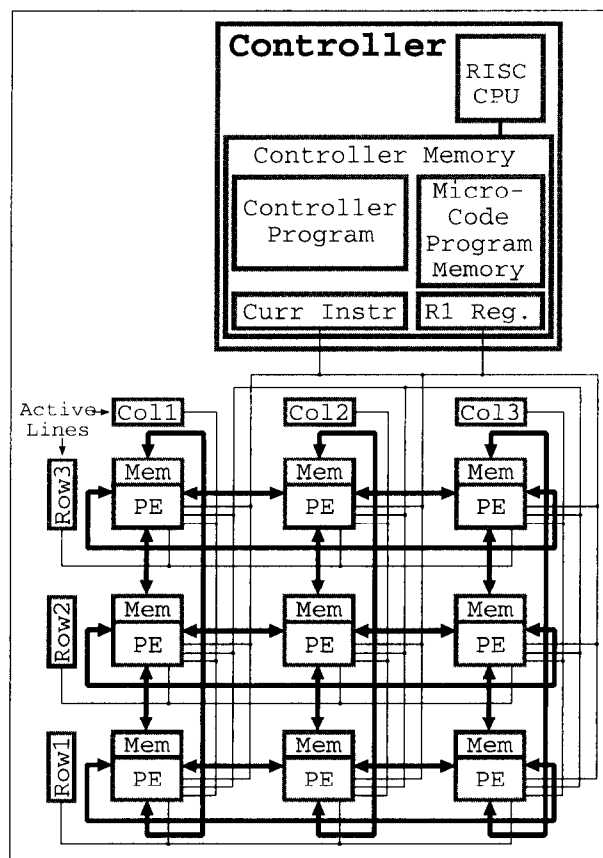 Controller
RISC
CPU
Controller Memory
Controller
Program
Micro-
Code
Program
Memory
Curr Instr
R1 Reg.
Active
Lines
Col1
Col2
Col3
Row3
Mem
PE
Mem
PE
Mem
PE
Row2
Mem
PE
Mem
PE
Mem
PE
Row1
Mem
PE
Mem
PE
Mem
PE